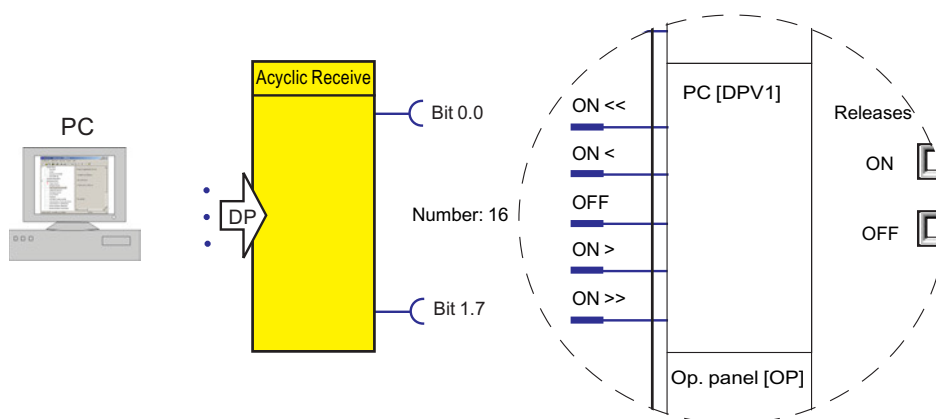 PC
Acyclic Receive
DP
Bit 0.0
Number: 16
Bit 1.7
ON <<
ON <
OFF
ON >
ON >>
PC [DPV1]
Op. panel [OP]
Releases
ON
OFF